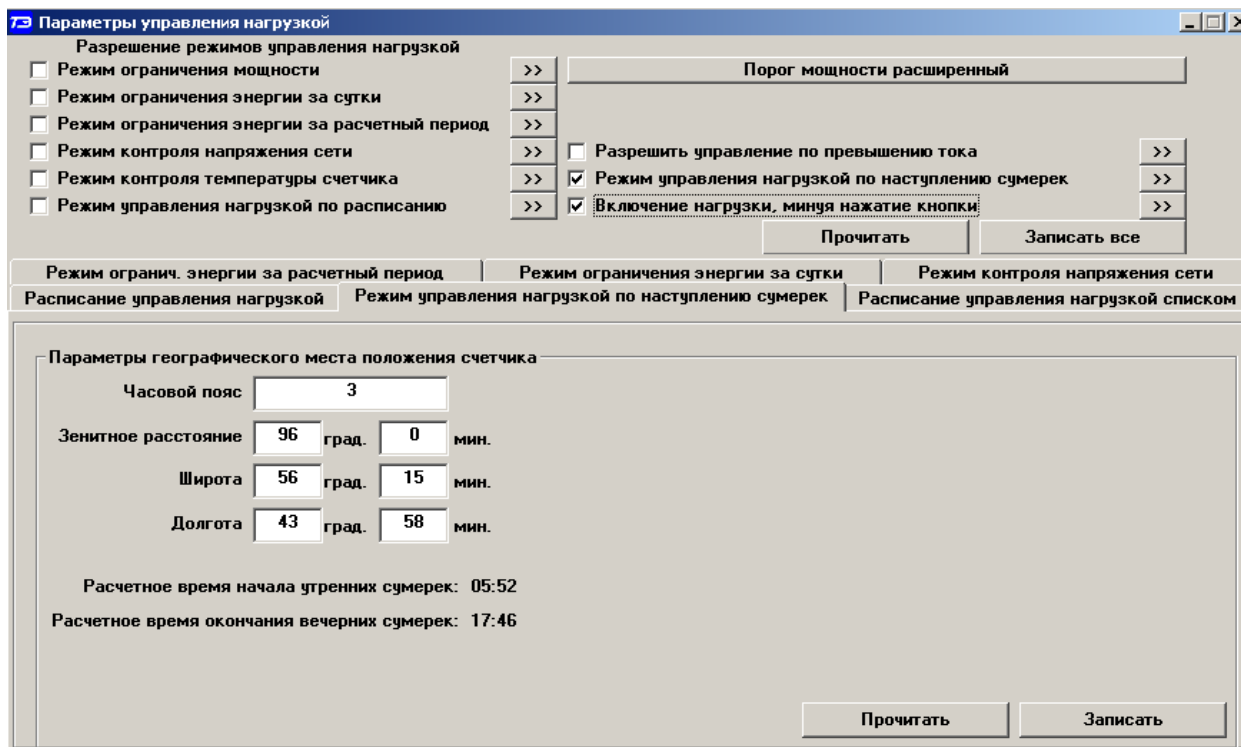 ТЭ Параметры управления нагрузкой
Разрешение режимов управления нагрузкой
Режим ограничения мощности >> Порог мощности расширенный
Режим ограничения энергии за сутки >>
Режим ограничения энергии за расчетный период >>
Режим контроля напряжения сети >> Разрешить управление по превышению тока >>
Режим контроля температуры счетчика >> Режим управления нагрузкой по наступлению сумерек >>
Режим управления нагрузкой по расписанию >> Включение нагрузки, минуя нажатие кнопки >>
Прочитать Записать все
Режим огранич. энергии за расчетный период Режим ограничения энергии за сутки Режим контроля напряжения сети
Расписание управления нагрузкой Режим управления нагрузкой по наступлению сумерек Расписание управления нагрузкой списком
Параметры географического места положения счетчика
Часовой пояс 3
Зенитное расстояние 96 град. 0 мин.
Широта 56 град. 15 мин.
Долгота 43 град. 58 мин.
Расчетное время начала утренних сумерек: 05:52
Расчетное время окончания вечерних сумерек: 17:46
Прочитать Записать